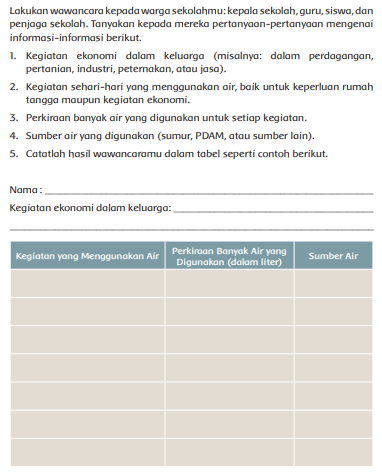 Lakukan wawancara kepada warga sekolahmu: kepala sekolah, guru, siswa, dan
penjaga sekolah. Tanyakan kepada mereka pertanyaan-pertanyaan mengenai
informasi-informasi berikut.
1. Kegiatan ekonomi dalam keluarga (misalnya: dalam perdagangan,
pertanian, industri, peternakan, atau jasa).
2. Kegiatan sehari-hari yang menggunakan air, baik untuk keperluan rumah
tangga maupun kegiatan ekonomi.
3. Perkiraan banyak air yang digunakan untuk setiap kegiatan.
4. Sumber air yang digunakan (sumur, PDAM, atau sumber lain).
5. Catatlah hasil wawancaramu dalam tabel seperti contoh berikut.
Nama :
Kegiatan ekonomi dalam keluarga:
Kegiatan yang Menggunakan Air
Perkiraan Banyak Air yang
Digunakan (dalam liter)
Sumber Air